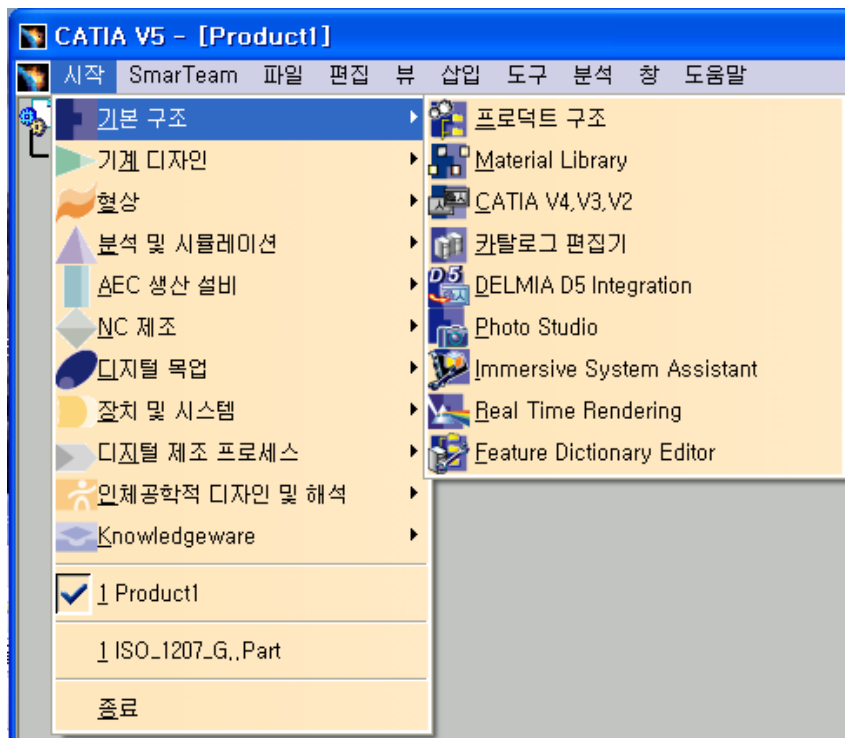 CATIA V5 - [Product1]
시작 SmarTeam 파일 편집 뷰 삽입 도구 분석 창 도움말
기본 구조
기계 디자인
형상
분석 및 시뮬레이션
AEC 생산 설비
NC 제조
디지털 목업
장치 및 시스템
디지털 제조 프로세스
인체공학적 디자인 및 해석
Knowledgeware
1 Product1
1 ISO_1207_G,,Part
종료
프로덕트 구조
Material Library
CATIA V4,V3,V2
카탈로그 편집기
DELMIA D5 Integration
Photo Studio
Immersive System Assistant
Real Time Rendering
Feature Dictionary Editor